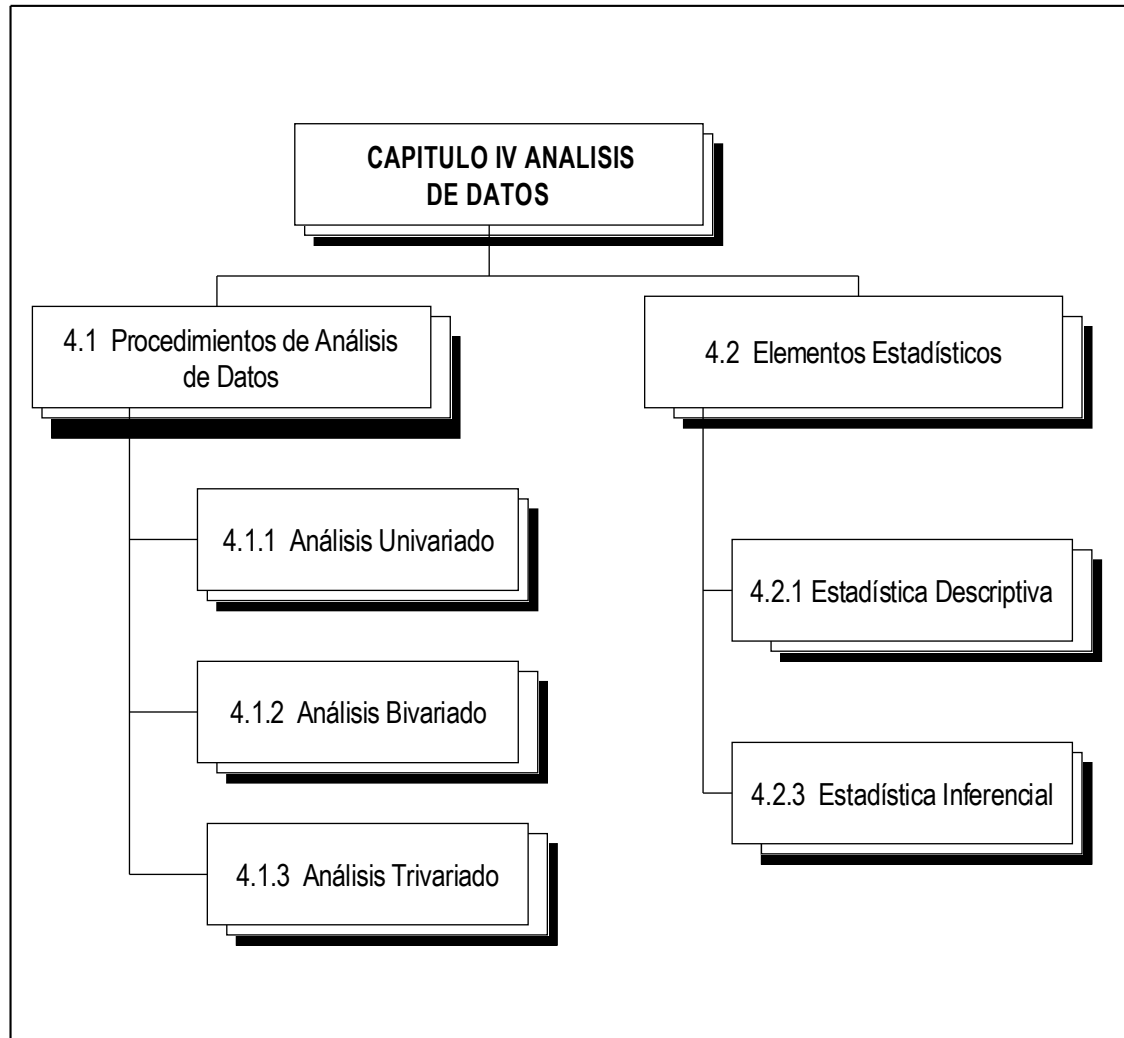 CAPITULO IV ANALISIS
DE DATOS
4.1 Procedimientos de Análisis
de Datos
4.2 Elementos Estadísticos
4.1.1 Análisis Univariado
4.1.2 Análisis Bivariado
4.1.3 Análisis Trivariado
4.2.1 Estadística Descriptiva
4.2.3 Estadística Inferencial